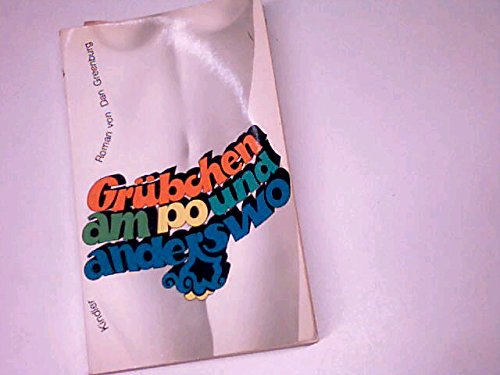 Roman von Dan Greenburg
Grübchen
am po und
anderswo
Kindler